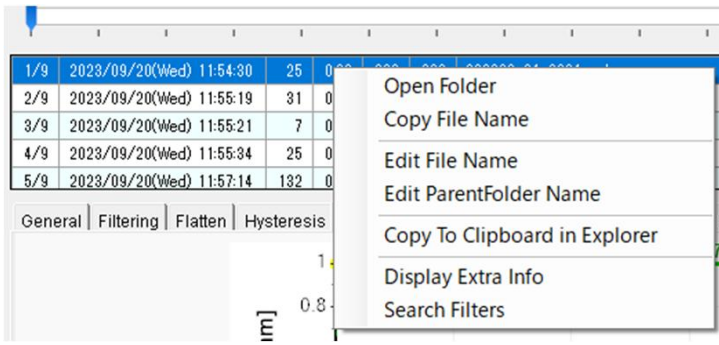 1/9 2023/09/20(Wed) 11:54:30 25
2/9 2023/09/20(Wed) 11:55:19 31 0
3/9 2023/09/20(Wed) 11:55:21 7 0
4/9 2023/09/20(Wed) 11:55:34 25 0
5/9 2023/09/20(Wed) 11:57:14 132 0
Open Folder
Copy File Name
Edit File Name
Edit ParentFolder Name
Copy To Clipboard in Explorer
Display Extra Info
Search Filters
General Filtering Flatten Hysteresis
1
0.8